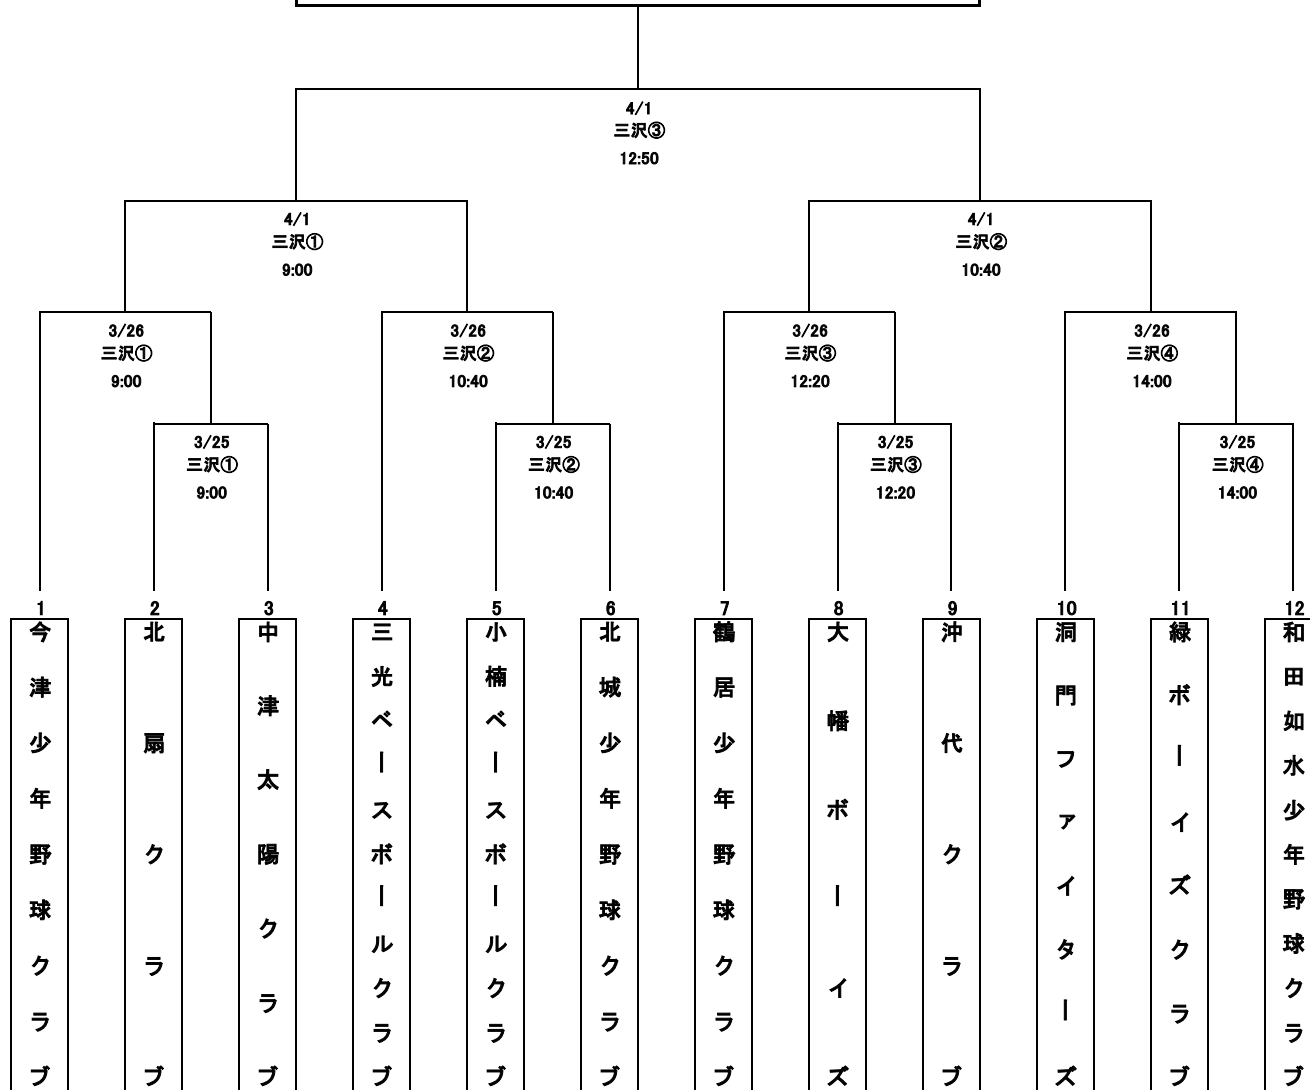 4/1
三沢③
12:50
4/1
三沢①
9:00
4/1
三沢②
10:40
3/26
三沢①
9:00
3/26
三沢②
10:40
3/26
三沢③
12:20
3/26
三沢④
14:00
3/25
三沢①
9:00
3/25
三沢②
10:40
3/25
三沢③
12:20
3/25
三沢④
14:00
1
今津少年野球クラブ
2
北扇クラブ
3
中津太陽クラブ
4
三光ベースボールクラブ
5
小楠ベースボールクラブ
6
北城少年野球クラブ
7
鶴居少年野球クラブ
8
大幡ボーイズ
9
沖代クラブ
10
洞門ファイターズ
11
緑ボーイズクラブ
12
和田如水少年野球クラブ